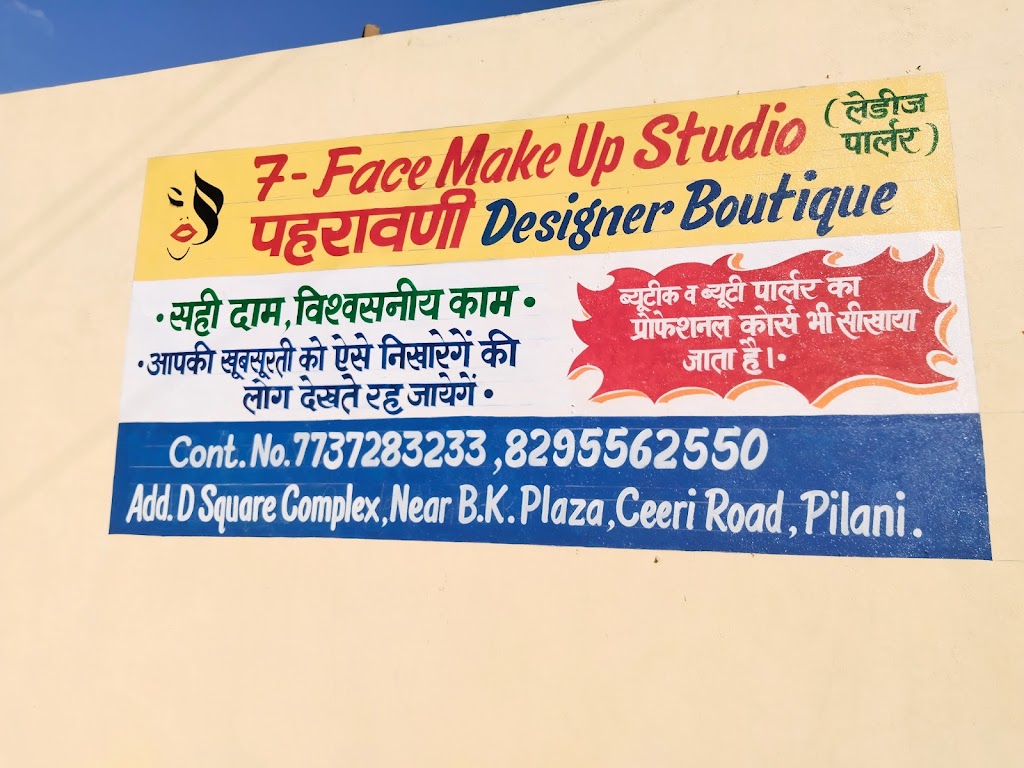 7-Face Make Up Studio
(लेडीज
पार्लर)
पहरावणी Designer Boutique
•सही दाम, विश्वसनीय काम•
•आपकी खूबसूरती को ऐसे निखारेगें की
लोग देखते रह जायेगें•
ब्यूटीक व ब्यूटी पार्लर का
प्रोफेशनल कोर्स भी सीखाया
जाता है।•
Cont. No. 7737283233, 8295562550
Add. D Square Complex, Near B.K. Plaza, Ceeri Road, Pilani.